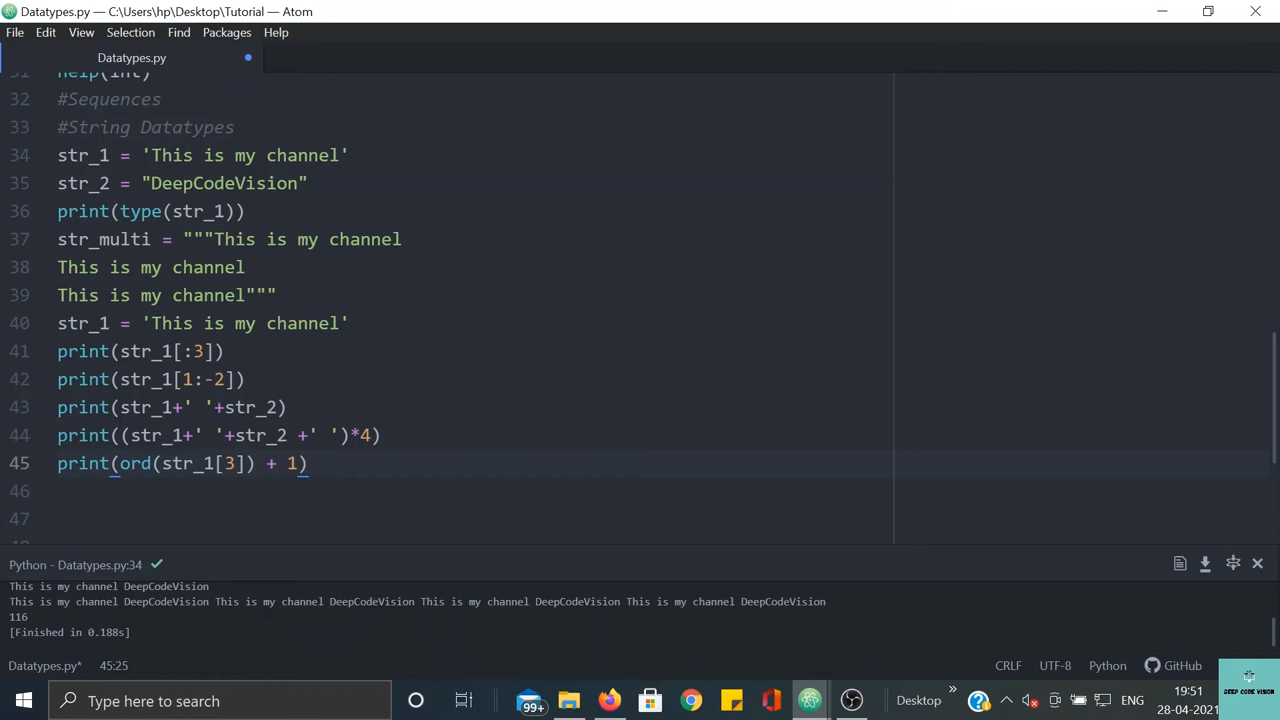 Datatypes.py — C:\Users\hp\Desktop\Tutorial — Atom
File Edit View Selection Find Packages Help
Datatypes.py
31 help(int)
32 #Sequences
33 #String Datatypes
34 str_1 = 'This is my channel'
35 str_2 = "DeepCodeVision"
36 print(type(str_1))
37 str_multi = """This is my channel
38 This is my channel
39 This is my channel"""
40 str_1 = 'This is my channel'
41 print(str_1[:3])
42 print(str_1[1:-2])
43 print(str_1+' '+str_2)
44 print((str_1+' '+str_2 +' ')*4)
45 print(ord(str_1[3]) + 1)
46
47
48
Python - Datatypes.py:34
This is my channel DeepCodeVision
This is my channel DeepCodeVision This is my channel DeepCodeVision This is my channel DeepCodeVision This is my channel DeepCodeVision
116
[Finished in 0.188s]
Datatypes.py* 45:25 CRLF UTF-8 Python GitHub
Type here to search 99+ Desktop ENG 19:51
28-04-2021
DEEP CODE VISION